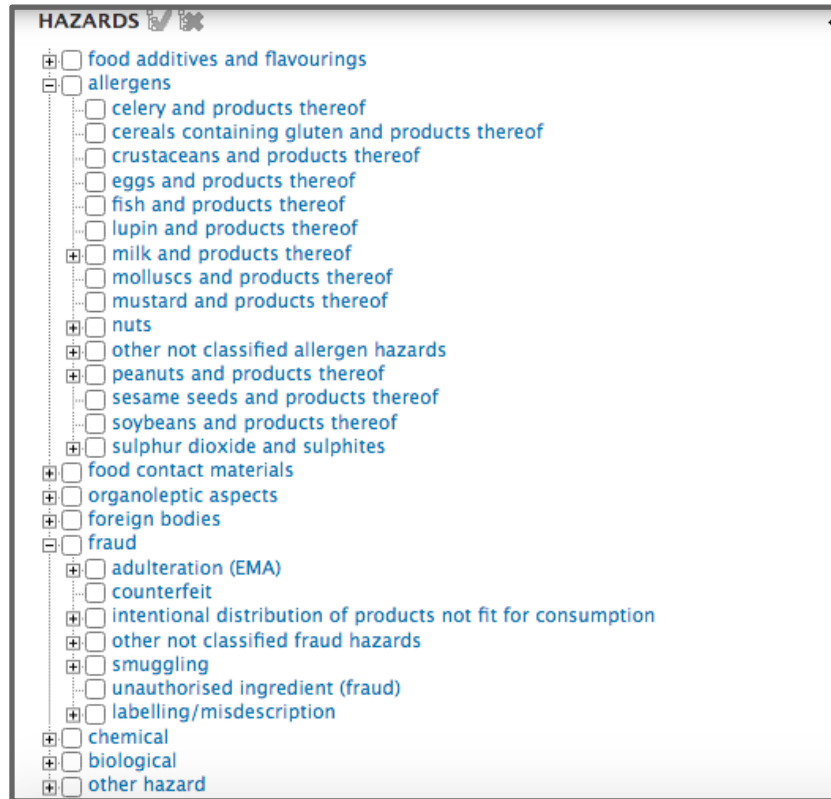 HAZARDS
food additives and flavourings
allergens
celery and products thereof
cereals containing gluten and products thereof
crustaceans and products thereof
eggs and products thereof
fish and products thereof
lupin and products thereof
milk and products thereof
molluscs and products thereof
mustard and products thereof
nuts
other not classified allergen hazards
peanuts and products thereof
sesame seeds and products thereof
soybeans and products thereof
sulphur dioxide and sulphites
food contact materials
organoleptic aspects
foreign bodies
fraud
adulteration (EMA)
counterfeit
intentional distribution of products not fit for consumption
other not classified fraud hazards
smuggling
unauthorised ingredient (fraud)
labelling/misdescription
chemical
biological
other hazard